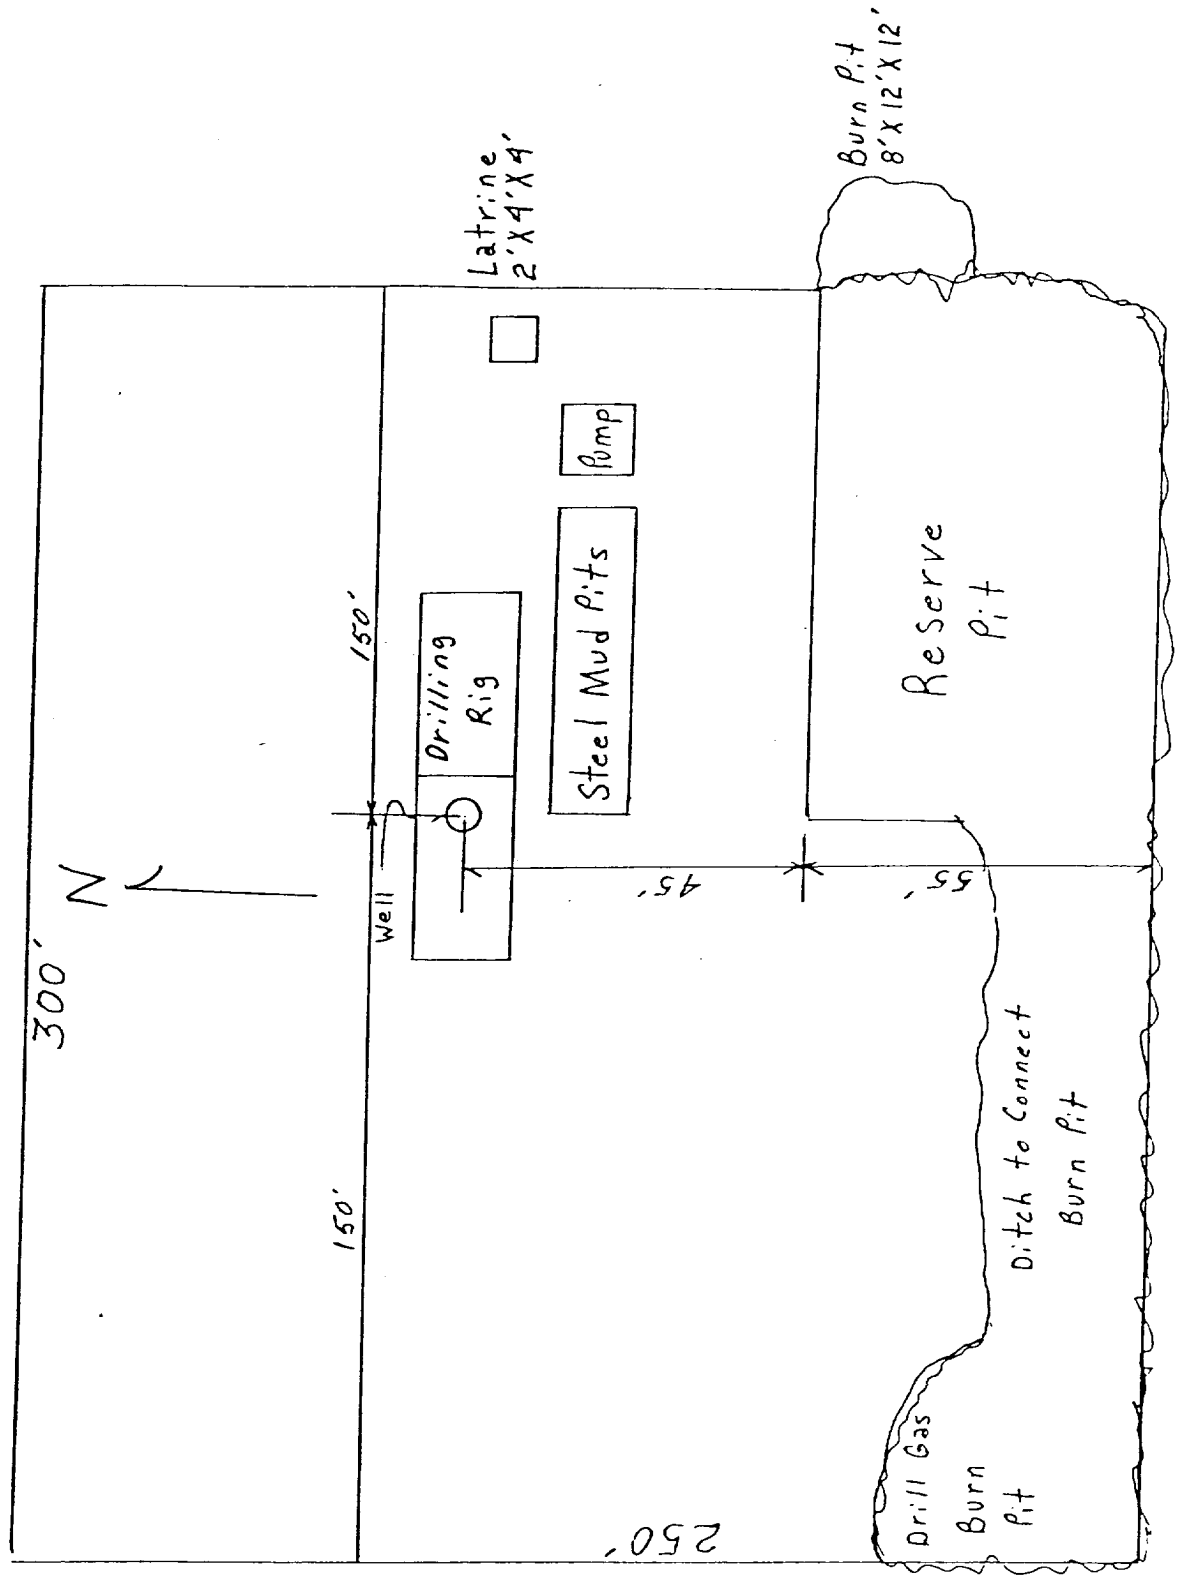 300'
N
150'
150'
Well
Drilling
Rig
Latrine
2'X4'X4'
Steel Mud Pits
Pump
45'
250'
55'
Reserve
Pit
Burn Pit
8'X12'X12'
Drill Gas
Burn
Pit
Ditch to Connect
Burn Pit